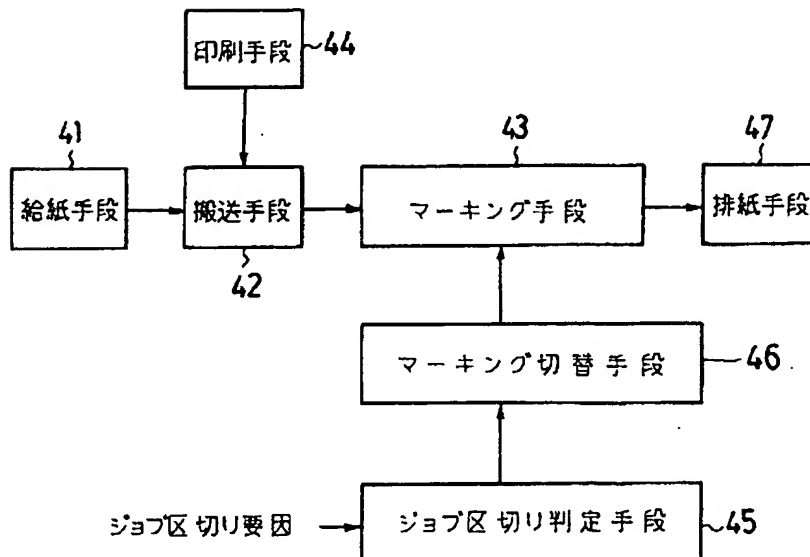 印刷手段
44
41
43
47
給紙手段
搬送手段
マーキング手段
排紙手段
42
マーキング切替手段
46
ジョブ区切り要因
ジョブ区切り判定手段
45